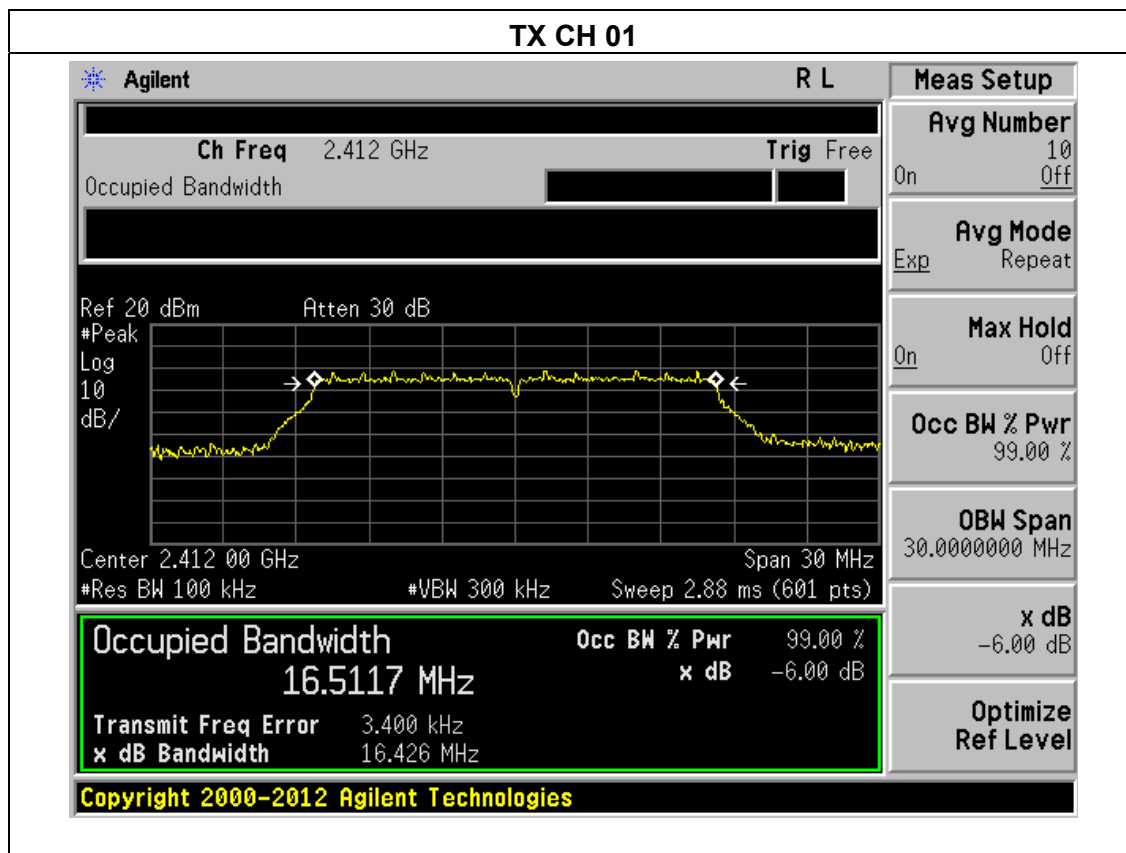 TX CH 01
Agilent R L
Ch Freq 2.412 GHz Trig Free
Occupied Bandwidth
Ref 20 dBm Atten 30 dB
#Peak
Log
10
dB/
Center 2.412 00 GHz Span 30 MHz
#Res BW 100 kHz #VBW 300 kHz Sweep 2.88 ms (601 pts)
Occupied Bandwidth Occ BW % Pwr 99.00 %
16.5117 MHz x dB -6.00 dB
Transmit Freq Error 3.400 kHz
x dB Bandwidth 16.426 MHz
Copyright 2000-2012 Agilent Technologies
Meas Setup
Avg Number
10
On Off
Avg Mode
Exp Repeat
Max Hold
On Off
Occ BW % Pwr
99.00 %
OBW Span
30.0000000 MHz
x dB
-6.00 dB
Optimize
Ref Level